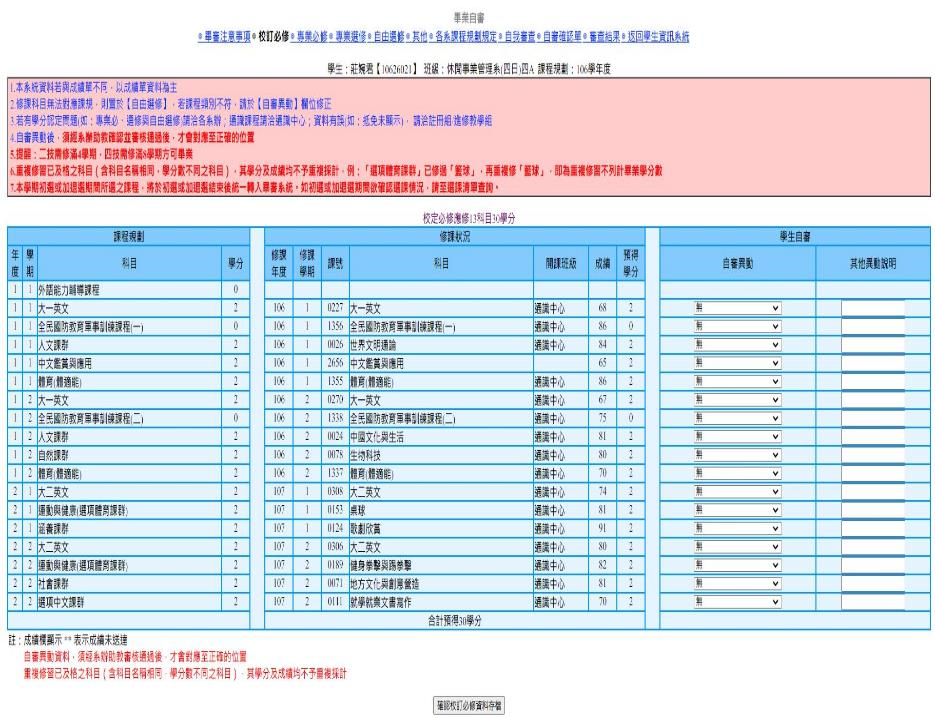 畢業自審
畢審注意事項 校訂必修 專業必修 專業選修 自由選修 其他 各系課程規劃規定 自我審查 自審確認單 審查結果 返回學生資訊系統
學生：莊婉君【10626021】 班級：休閒事業管理系(四日)四A 課程規劃：106學年度
1.本系統資料若與成績單不同，以成績單資料為主
2.修課科目無法對應課規，則置於【自由選修】，若課程類別不符，請於【自審異動】欄位修正
3.若有學分認定問題(如：專業必、選修與自由選修)請洽各系辦；通識課程請洽通識中心；資料有誤(如：抵免未顯示)，請洽註冊組/進修教學組
4.自審異動後，須經系辦助教確認並審核通過後，才會對應至正確的位置
5.提醒：二技需修滿4學期，四技需修滿8學期方可畢業
6.重複修習已及格之科目（含科目名稱相同，學分數不同之科目），其學分及成績均不予重複採計。例：「選項體育課群」已修過「籃球」，再重複修「籃球」，即為重複修習不列計畢業學分數
7.本學期初選或加退選期間所選之課程，將於初選或加退選結束後統一轉入畢審系統。如初選或加退選期間欲確認選課情況，請至選課清單查詢。
校定必修應修13科目30學分
課程規劃 修課狀況 學生自審
年度 學期 科目 學分 修課年度 修課學期 課號 科目 開課班級 成績 預得學分 自審異動 其他異動說明
1 1 外語能力輔導課程 0
1 1 大一英文 2 106 1 0227 大一英文 通識中心 68 2 無
1 1 全民國防教育軍事訓練課程(一) 0 106 1 1356 全民國防教育軍事訓練課程(一) 通識中心 86 0 無
1 1 人文課群 2 106 1 0026 世界文明通論 通識中心 84 2 無
1 1 中文鑑賞與應用 2 106 1 2656 中文鑑賞與應用 65 2 無
1 1 體育(體適能) 2 106 1 1355 體育(體適能) 通識中心 86 2 無
1 2 大一英文 2 106 2 0270 大一英文 通識中心 67 2 無
1 2 全民國防教育軍事訓練課程(二) 0 106 2 1338 全民國防教育軍事訓練課程(二) 通識中心 75 0 無
1 2 人文課群 2 106 2 0024 中國文化與生活 通識中心 81 2 無
1 2 自然課群 2 106 2 0078 生物科技 通識中心 80 2 無
1 2 體育(體適能) 2 106 2 1337 體育(體適能) 通識中心 70 2 無
2 1 大二英文 2 107 1 0308 大二英文 通識中心 74 2 無
2 1 運動與健康(選項體育課群) 2 107 1 0153 桌球 通識中心 81 2 無
2 1 涵養課群 2 107 1 0124 歌劇欣賞 通識中心 91 2 無
2 2 大二英文 2 107 2 0306 大二英文 通識中心 80 2 無
2 2 運動與健康(選項體育課群) 2 107 2 0189 健身拳擊與踢拳擊 通識中心 82 2 無
2 2 社會課群 2 107 2 0071 地方文化與創意營造 通識中心 81 2 無
2 2 選項中文課群 2 107 2 0111 就學就業文書寫作 通識中心 70 2 無
合計預得30學分
註：成績欄顯示 ** 表示成績未送達
自審異動資料，須經系辦助教審核通過後，才會對應至正確的位置
重複修習已及格之科目（含科目名稱相同，學分數不同之科目），其學分及成績均不予重複採計
確認校訂必修資料存檔